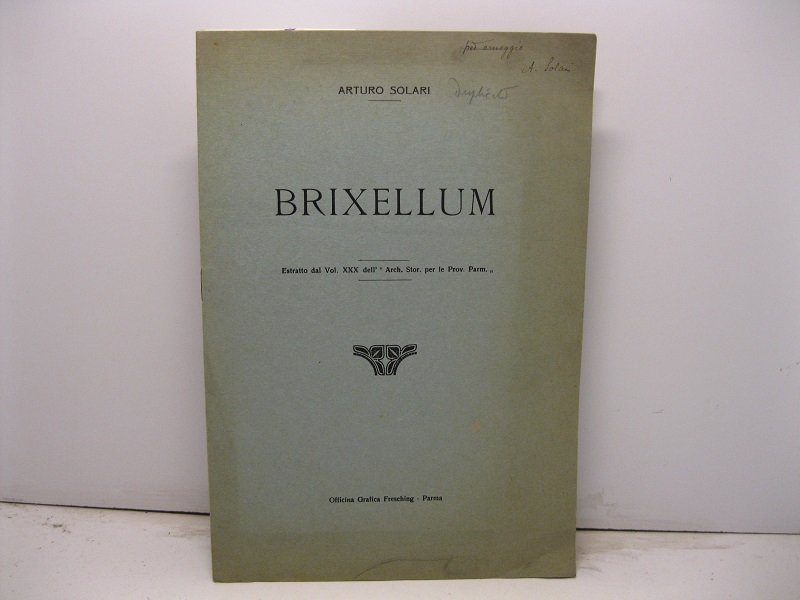 per omaggio
A. Solari
ARTURO SOLARI
BRIXELLUM
Estratto dal Vol. XXX dell' " Arch. Stor. per le Prov. Parm. „
Officina Grafica Fresching - Parma